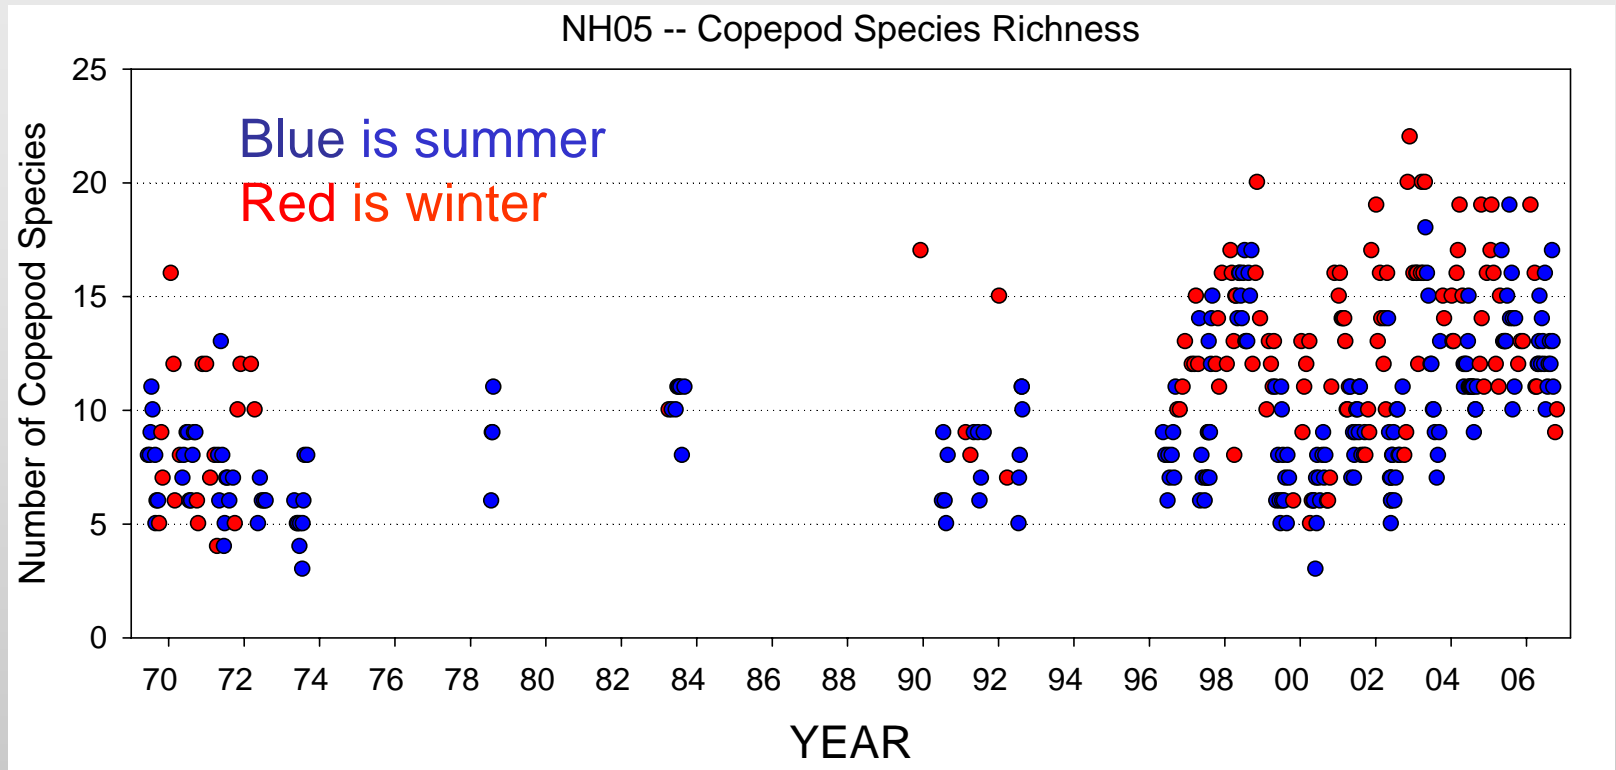 NH05 -- Copepod Species Richness
Number of Copepod Species
25
20
15
10
5
0
Blue is summer
Red is winter
70 72 74 76 78 80 82 84 86 88 90 92 94 96 98 00 02 04 06
YEAR